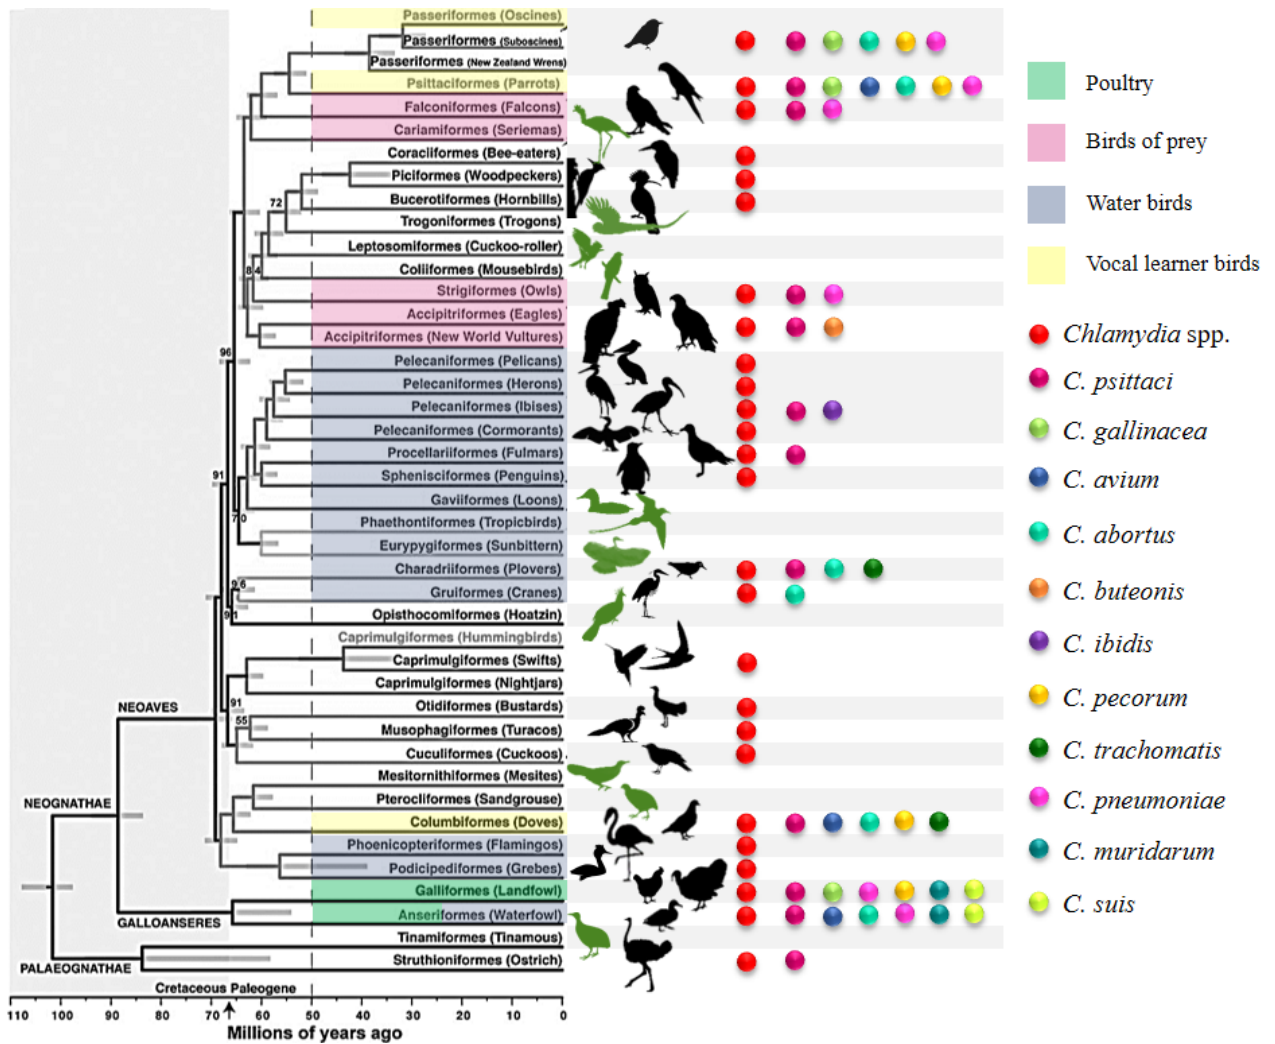 Passeriformes (Oscines)
Passeriformes (Suboscines)
Passeriformes (New Zealand Wrens)
Psittaciformes (Parrots)
Falconiformes (Falcons)
Cariamiformes (Seriemas)
Coraciiformes (Bee-eaters)
Piciformes (Woodpeckers)
Bucerotiformes (Hornbills)
Trogoniformes (Trogons)
Leptosomiformes (Cuckoo-roller)
Coliiformes (Mousebirds)
Strigiformes (Owls)
Accipitriformes (Eagles)
Accipitriformes (New World Vultures)
Pelecaniformes (Pelicans)
Pelecaniformes (Herons)
Pelecaniformes (Ibises)
Pelecaniformes (Cormorants)
Procellariiformes (Fulmars)
Sphenisciformes (Penguins)
Gaviiformes (Loons)
Phaethontiformes (Tropicbirds)
Eurypygiformes (Sunbittern)
Charadriiformes (Plovers)
Gruiformes (Cranes)
Opisthocomiformes (Hoatzin)
Caprimulgiformes (Hummingbirds)
Caprimulgiformes (Swifts)
Caprimulgiformes (Nightjars)
Otidiformes (Bustards)
Musophagiformes (Turacos)
Cuculiformes (Cuckoos)
Mesitornithiformes (Mesites)
Pterocliformes (Sandgrouse)
Columbiformes (Doves)
Phoenicopteriformes (Flamingos)
Podicipediformes (Grebes)
Galliformes (Landfowl)
Anseriformes (Waterfowl)
Tinamiformes (Tinamous)
Struthioniformes (Ostrich)
72
84
96
91
70
96
91
91
55
NEOAVES
NEOGNATHAE
GALLOANSERES
PALAEOGNATHAE
Cretaceous Paleogene
110 100 90 80 70 60 50 40 30 20 10 0
Millions of years ago
Poultry
Birds of prey
Water birds
Vocal learner birds
Chlamydia spp.
C. psittaci
C. gallinacea
C. avium
C. abortus
C. buteonis
C. ibidis
C. pecorum
C. trachomatis
C. pneumoniae
C. muridarum
C. suis